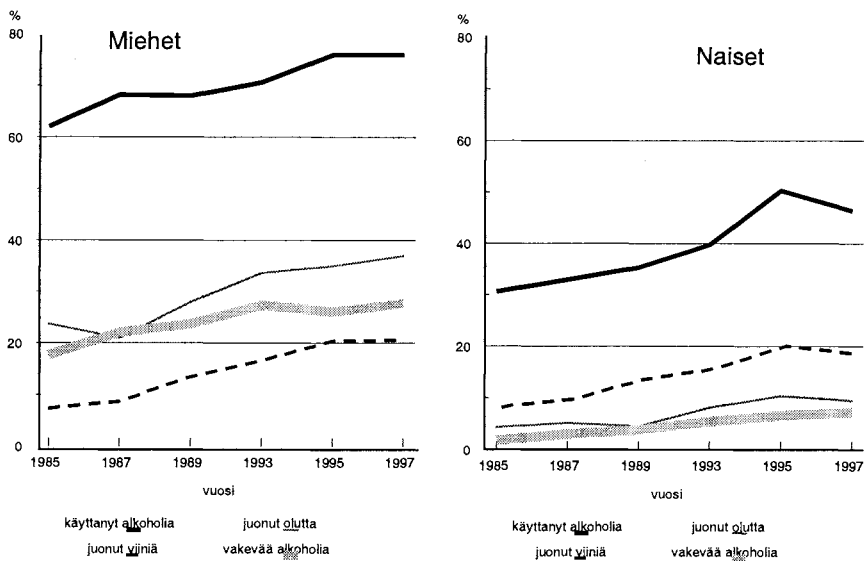 %
80
Miehet
60
40
20
0
1985 1987 1989 1993 1995 1997
vuosi
käyttanyt alkoholia juonut olutta
juonut viiniä vakevää alkoholia
%
80
Naiset
60
40
20
0
1985 1987 1989 1993 1995 1997
vuosi
käyttanyt alkoholia juonut olutta
juonut viiniä vakevää alkoholia